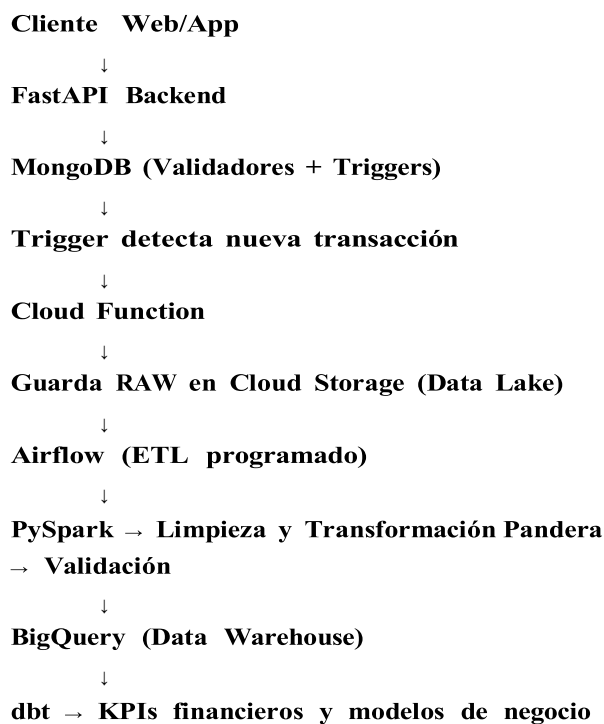 Cliente Web/App
↓
FastAPI Backend
↓
MongoDB (Validadores + Triggers)
↓
Trigger detecta nueva transacción
↓
Cloud Function
↓
Guarda RAW en Cloud Storage (Data Lake)
↓
Airflow (ETL programado)
↓
PySpark → Limpieza y Transformación Pandera
→ Validación
↓
BigQuery (Data Warehouse)
↓
dbt → KPIs financieros y modelos de negocio